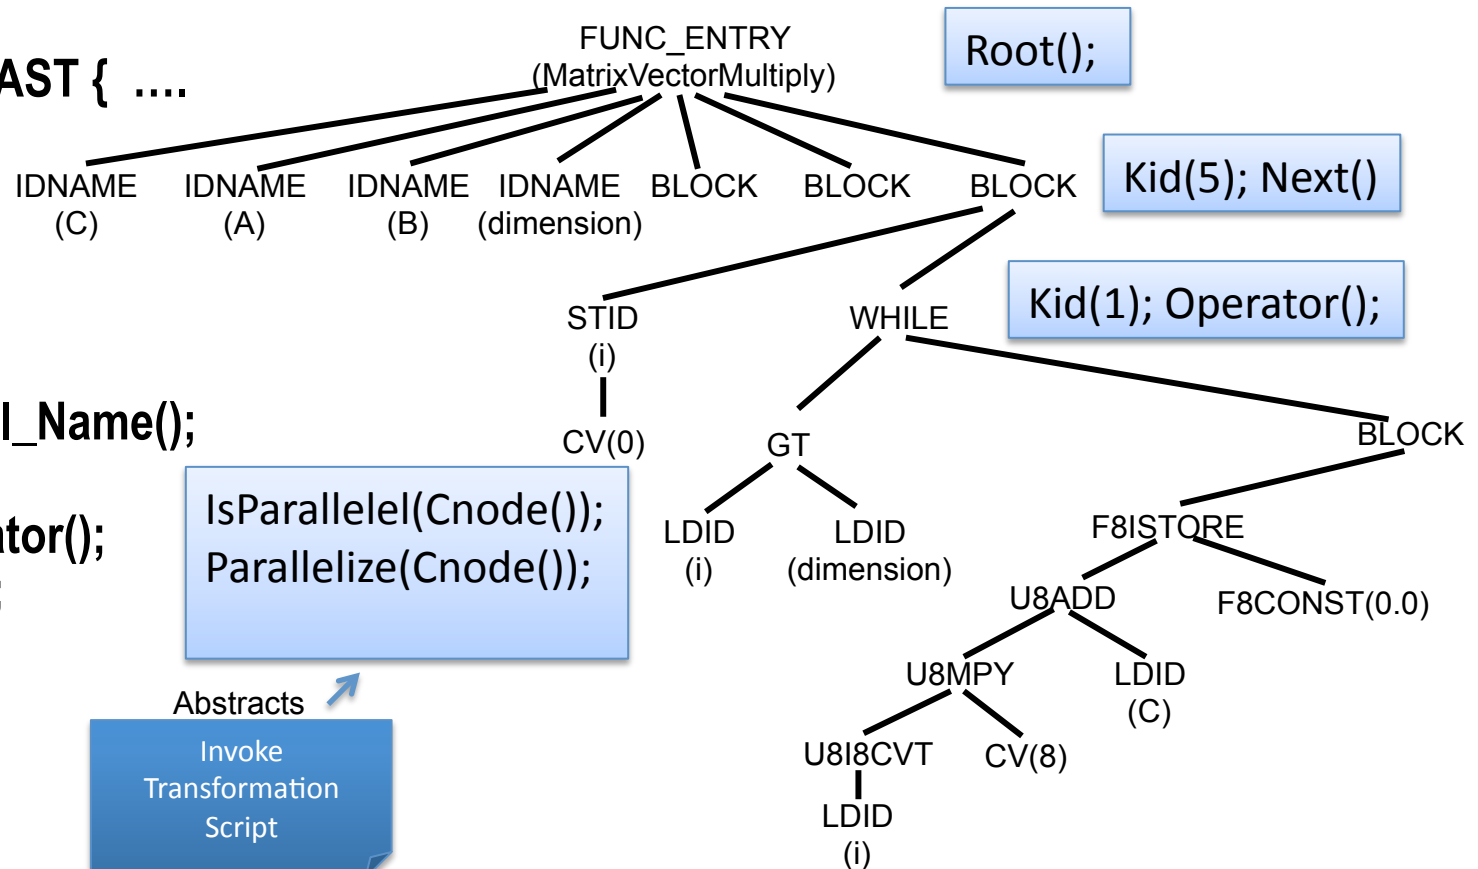 FUNC_ENTRY
(MatrixVectorMultiply)
Root();
AST { ....
IDNAME
(C)
IDNAME
(A)
IDNAME
(B)
IDNAME
(dimension)
BLOCK
BLOCK
BLOCK
Kid(5); Next()
STID
(i)
WHILE
Kid(1); Operator();
l_Name();
CV(0)
GT
BLOCK
IsParallelel(Cnode());
Parallelize(Cnode());
ator();
;
LDID
(i)
LDID
(dimension)
F8ISTORE
U8ADD
F8CONST(0.0)
U8MPY
LDID
(C)
Abstracts
Invoke
Transformation
Script
U8I8CVT
CV(8)
LDID
(i)